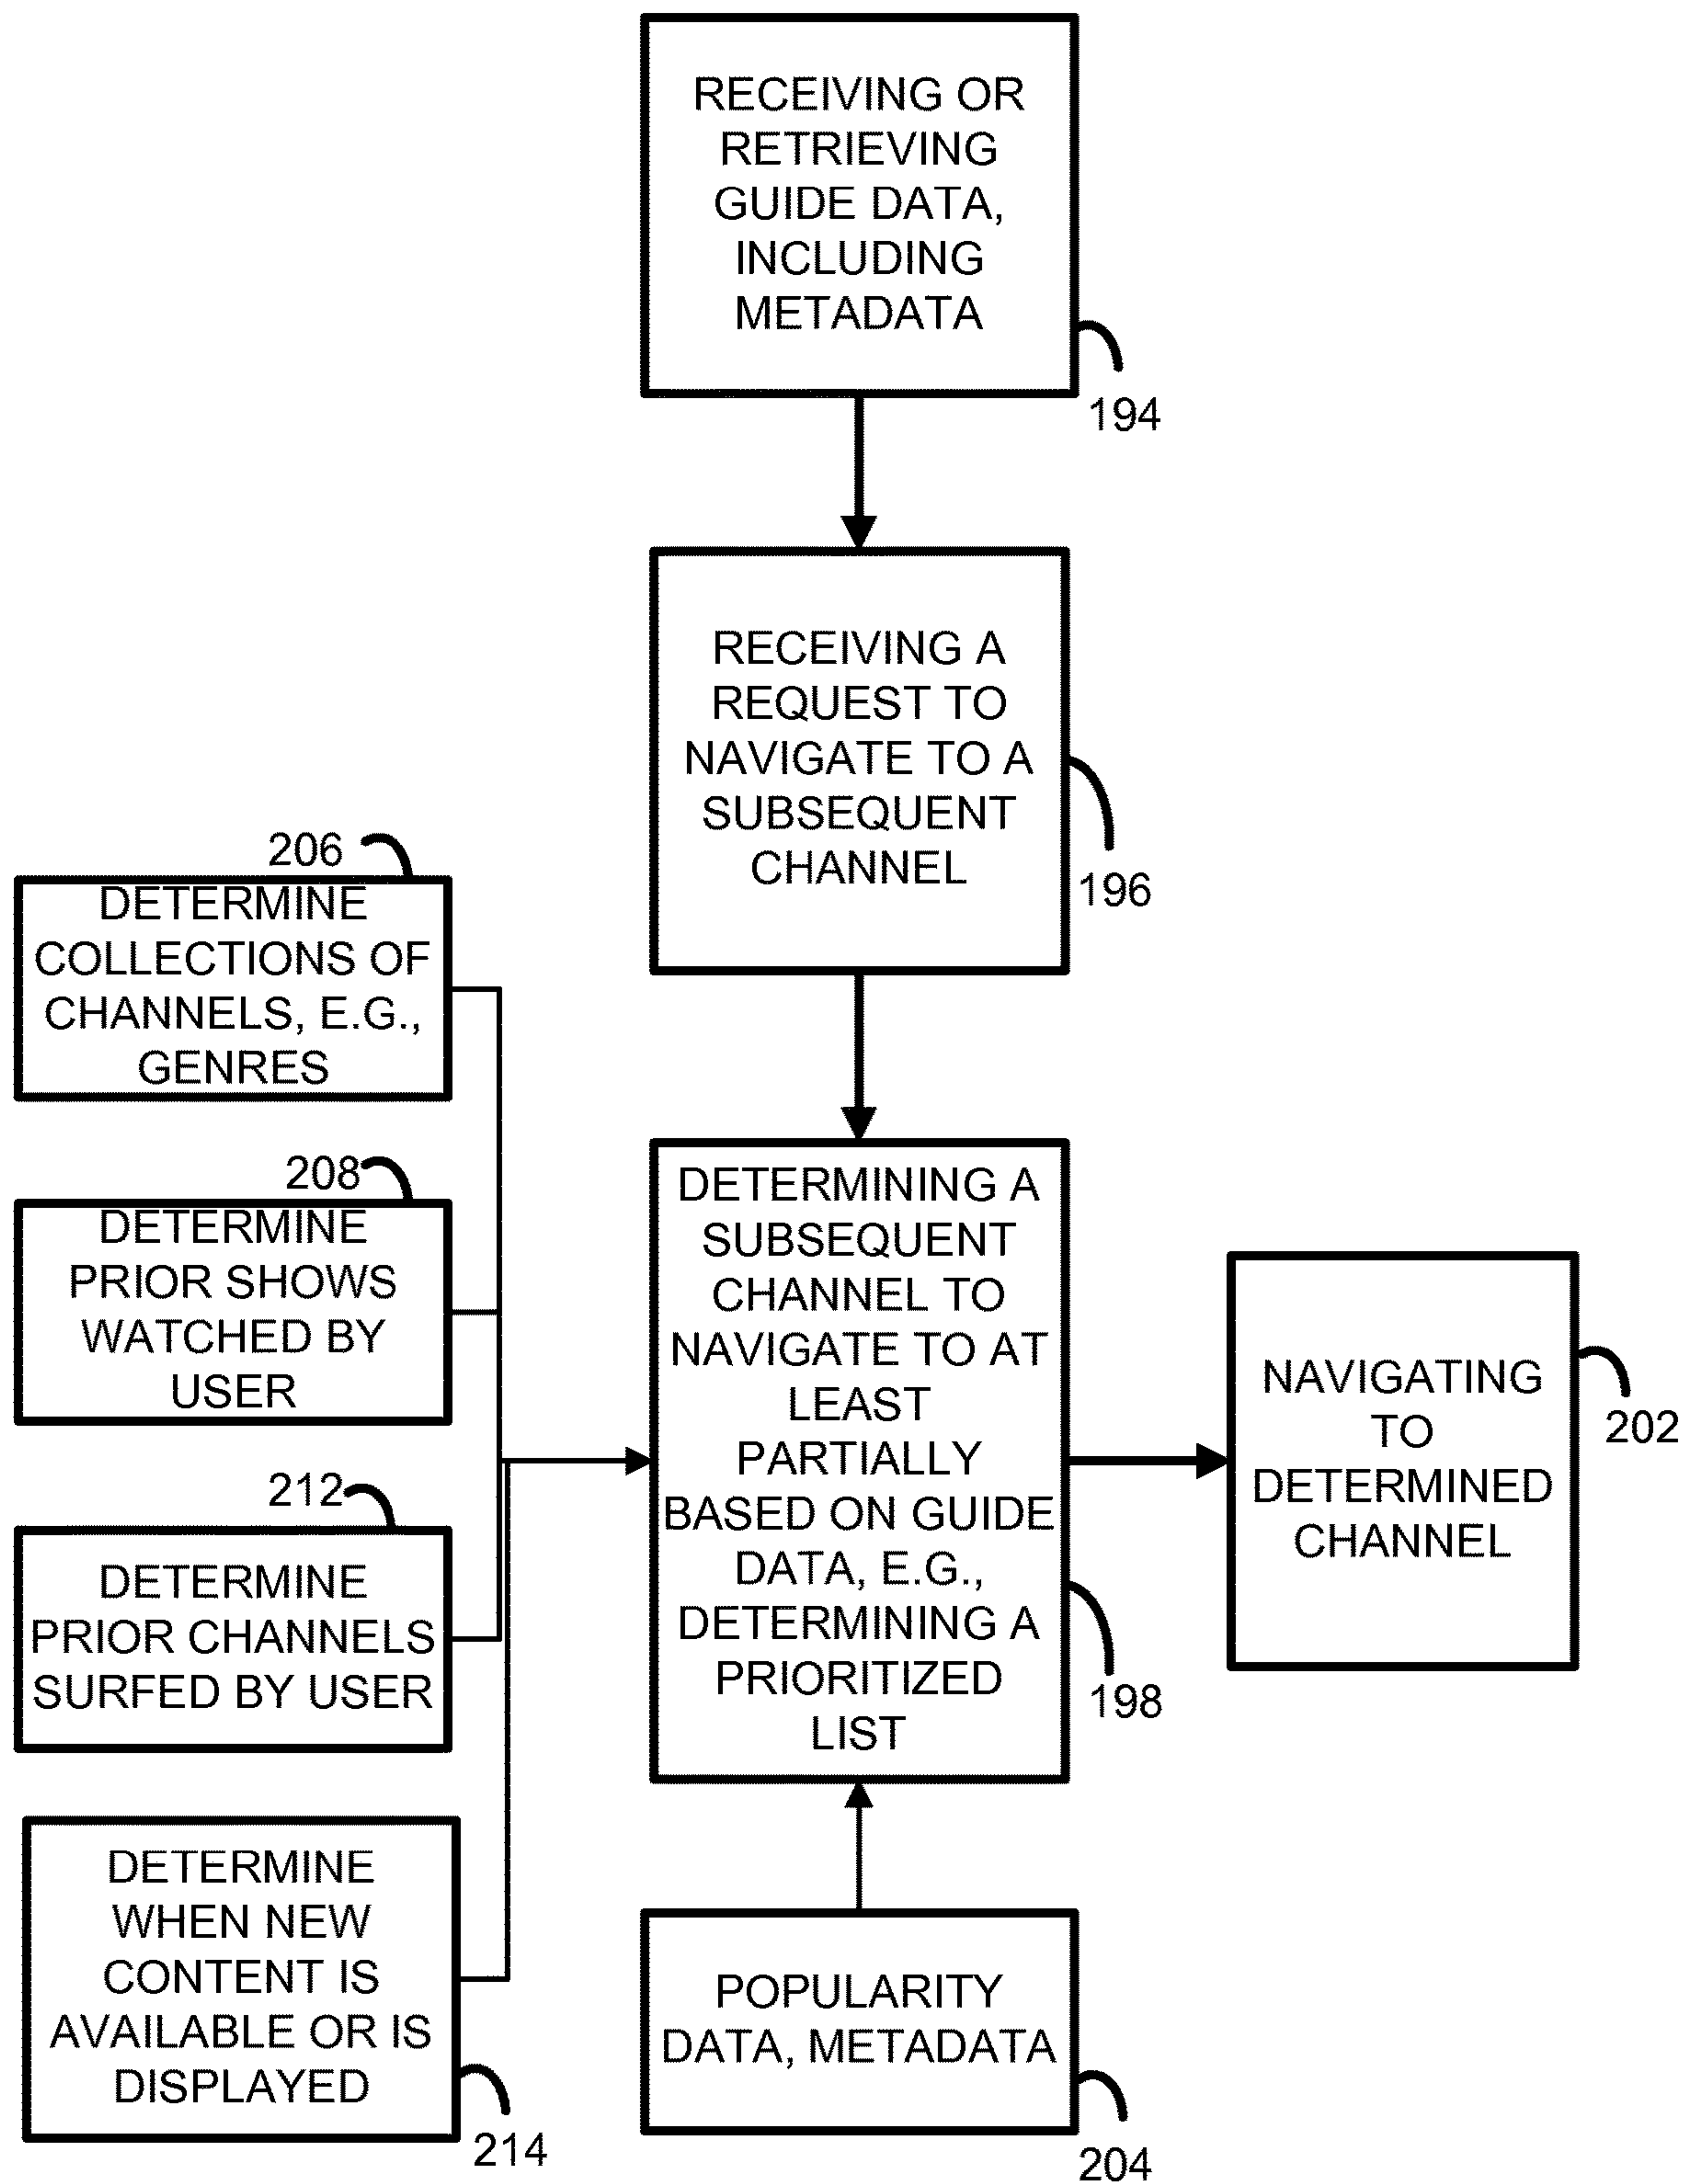 RECEIVING OR
RETRIEVING
GUIDE DATA,
INCLUDING
METADATA
194
RECEIVING A
REQUEST TO
NAVIGATE TO A
SUBSEQUENT
CHANNEL
196
206
DETERMINE
COLLECTIONS OF
CHANNELS, E.G.,
GENRES
208
DETERMINE
PRIOR SHOWS
WATCHED BY
USER
212
DETERMINE
PRIOR CHANNELS
SURFED BY USER
DETERMINE
WHEN NEW
CONTENT IS
AVAILABLE OR IS
DISPLAYED
214
DETERMINING A
SUBSEQUENT
CHANNEL TO
NAVIGATE TO AT
LEAST
PARTIALLY
BASED ON GUIDE
DATA, E.G.,
DETERMINING A
PRIORITIZED
LIST
198
POPULARITY
DATA, METADATA
204
NAVIGATING
TO
DETERMINED
CHANNEL
202